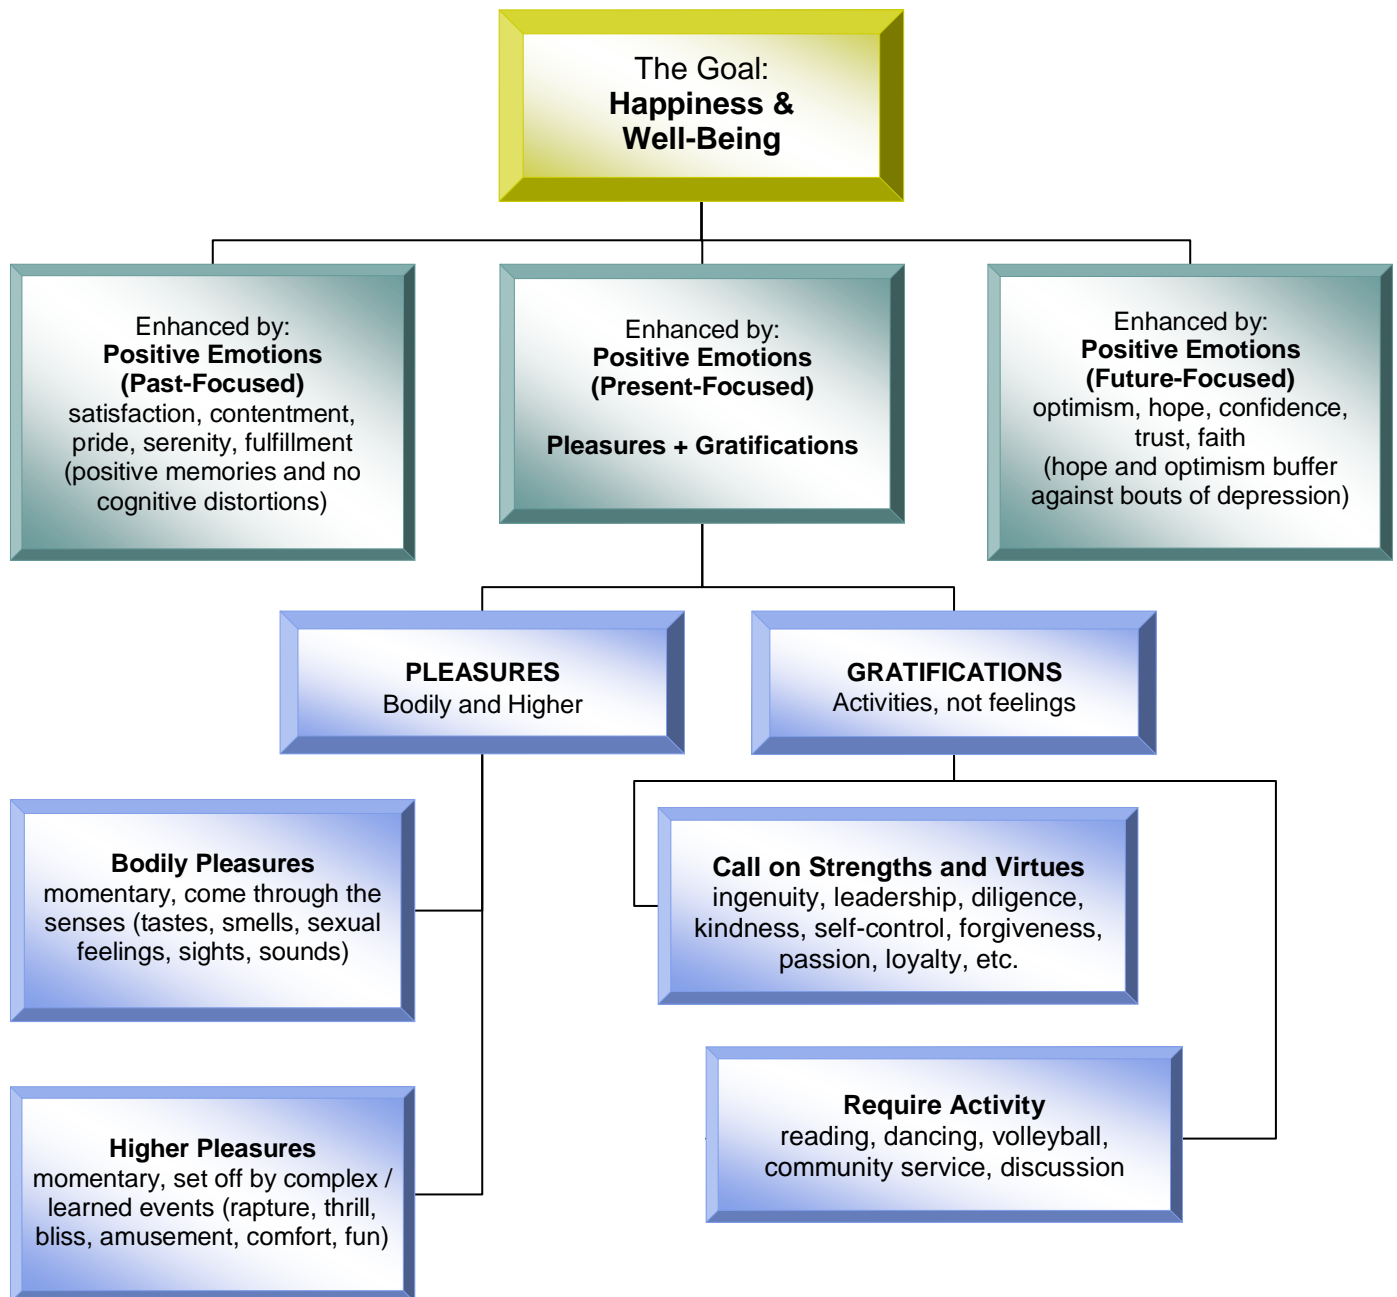 The Goal:
Happiness &
Well-Being
Enhanced by:
Positive Emotions
(Past-Focused)
satisfaction, contentment,
pride, serenity, fulfillment
(positive memories and no
cognitive distortions)
Enhanced by:
Positive Emotions
(Present-Focused)
Pleasures + Gratifications
Enhanced by:
Positive Emotions
(Future-Focused)
optimism, hope, confidence,
trust, faith
(hope and optimism buffer
against bouts of depression)
PLEASURES
Bodily and Higher
GRATIFICATIONS
Activities, not feelings
Bodily Pleasures
momentary, come through the
senses (tastes, smells, sexual
feelings, sights, sounds)
Call on Strengths and Virtues
ingenuity, leadership, diligence,
kindness, self-control, forgiveness,
passion, loyalty, etc.
Higher Pleasures
momentary, set off by complex /
learned events (rapture, thrill,
bliss, amusement, comfort, fun)
Require Activity
reading, dancing, volleyball,
community service, discussion